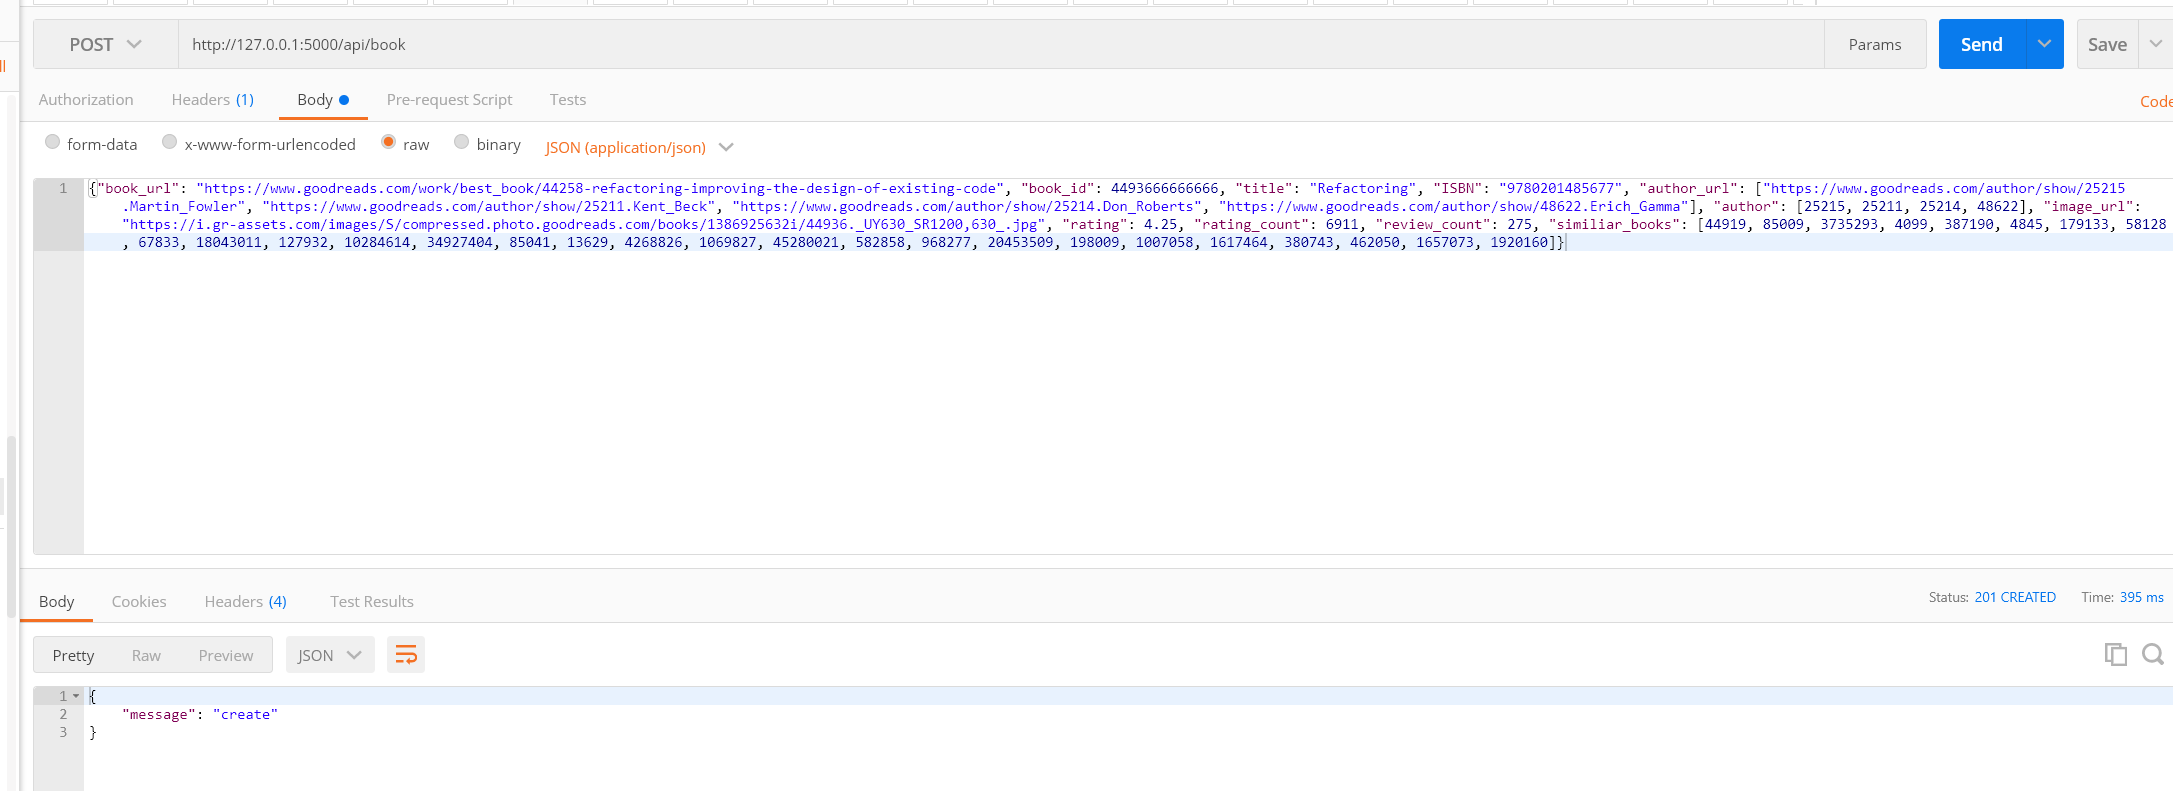 POST
http://127.0.0.1:5000/api/book
Params
Send
Save
Authorization
Headers (1)
Body
Pre-request Script
Tests
Code
form-data
x-www-form-urlencoded
raw
binary
JSON (application/json)
1 {"book_url": "https://www.goodreads.com/work/best_book/44258-refactoring-improving-the-design-of-existing-code", "book_id": 4493666666666, "title": "Refactoring", "ISBN": "9780201485677", "author_url": ["https://www.goodreads.com/author/show/25215
.Martin_Fowler", "https://www.goodreads.com/author/show/25211.Kent_Beck", "https://www.goodreads.com/author/show/25214.Don_Roberts", "https://www.goodreads.com/author/show/48622.Erich_Gamma"], "author": [25215, 25211, 25214, 48622], "image_url":
"https://i.gr-assets.com/images/S/compressed.photo.goodreads.com/books/1386925632i/44936._UY630_SR1200,630_.jpg", "rating": 4.25, "rating_count": 6911, "review_count": 275, "similiar_books": [44919, 85009, 3735293, 4099, 387190, 4845, 179133, 58128
, 67833, 18043011, 127932, 10284614, 34927404, 85041, 13629, 4268826, 1069827, 45280021, 582858, 968277, 20453509, 198009, 1007058, 1617464, 380743, 462050, 1657073, 1920160]}
Body
Cookies
Headers (4)
Test Results
Status: 201 CREATED
Time: 395 ms
Pretty
Raw
Preview
JSON
1 {
2 "message": "create"
3 }